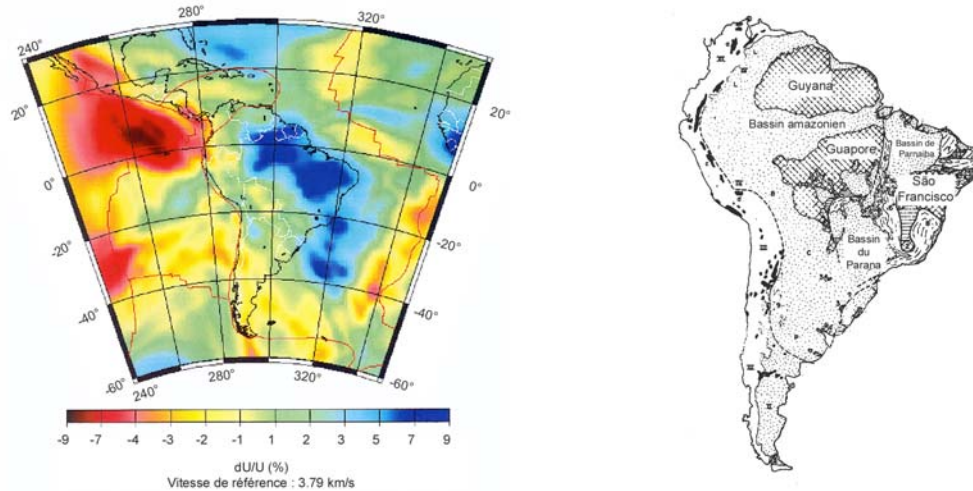 280°
320°
240°
20°
20°
0°
0°
-20°
-20°
-40°
-40°
-60°
-60°
240°
280°
300°
320°
-9 -7 -4 -3 -2 -1 1 2 3 5 7 9
dU/U (%)
Vitesse de référence : 3.79 km/s
Guyana
Bassin amazonien
Guapore
Bassin de
Parnaiba
São
Francisco
Bassin
du
Parana